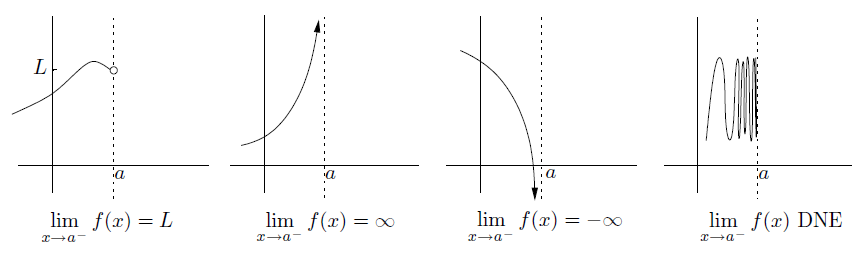 L
a
a
a
a
lim x→a⁻ f(x) = L
lim x→a⁻ f(x) = ∞
lim x→a⁻ f(x) = −∞
lim x→a⁻ f(x) DNE